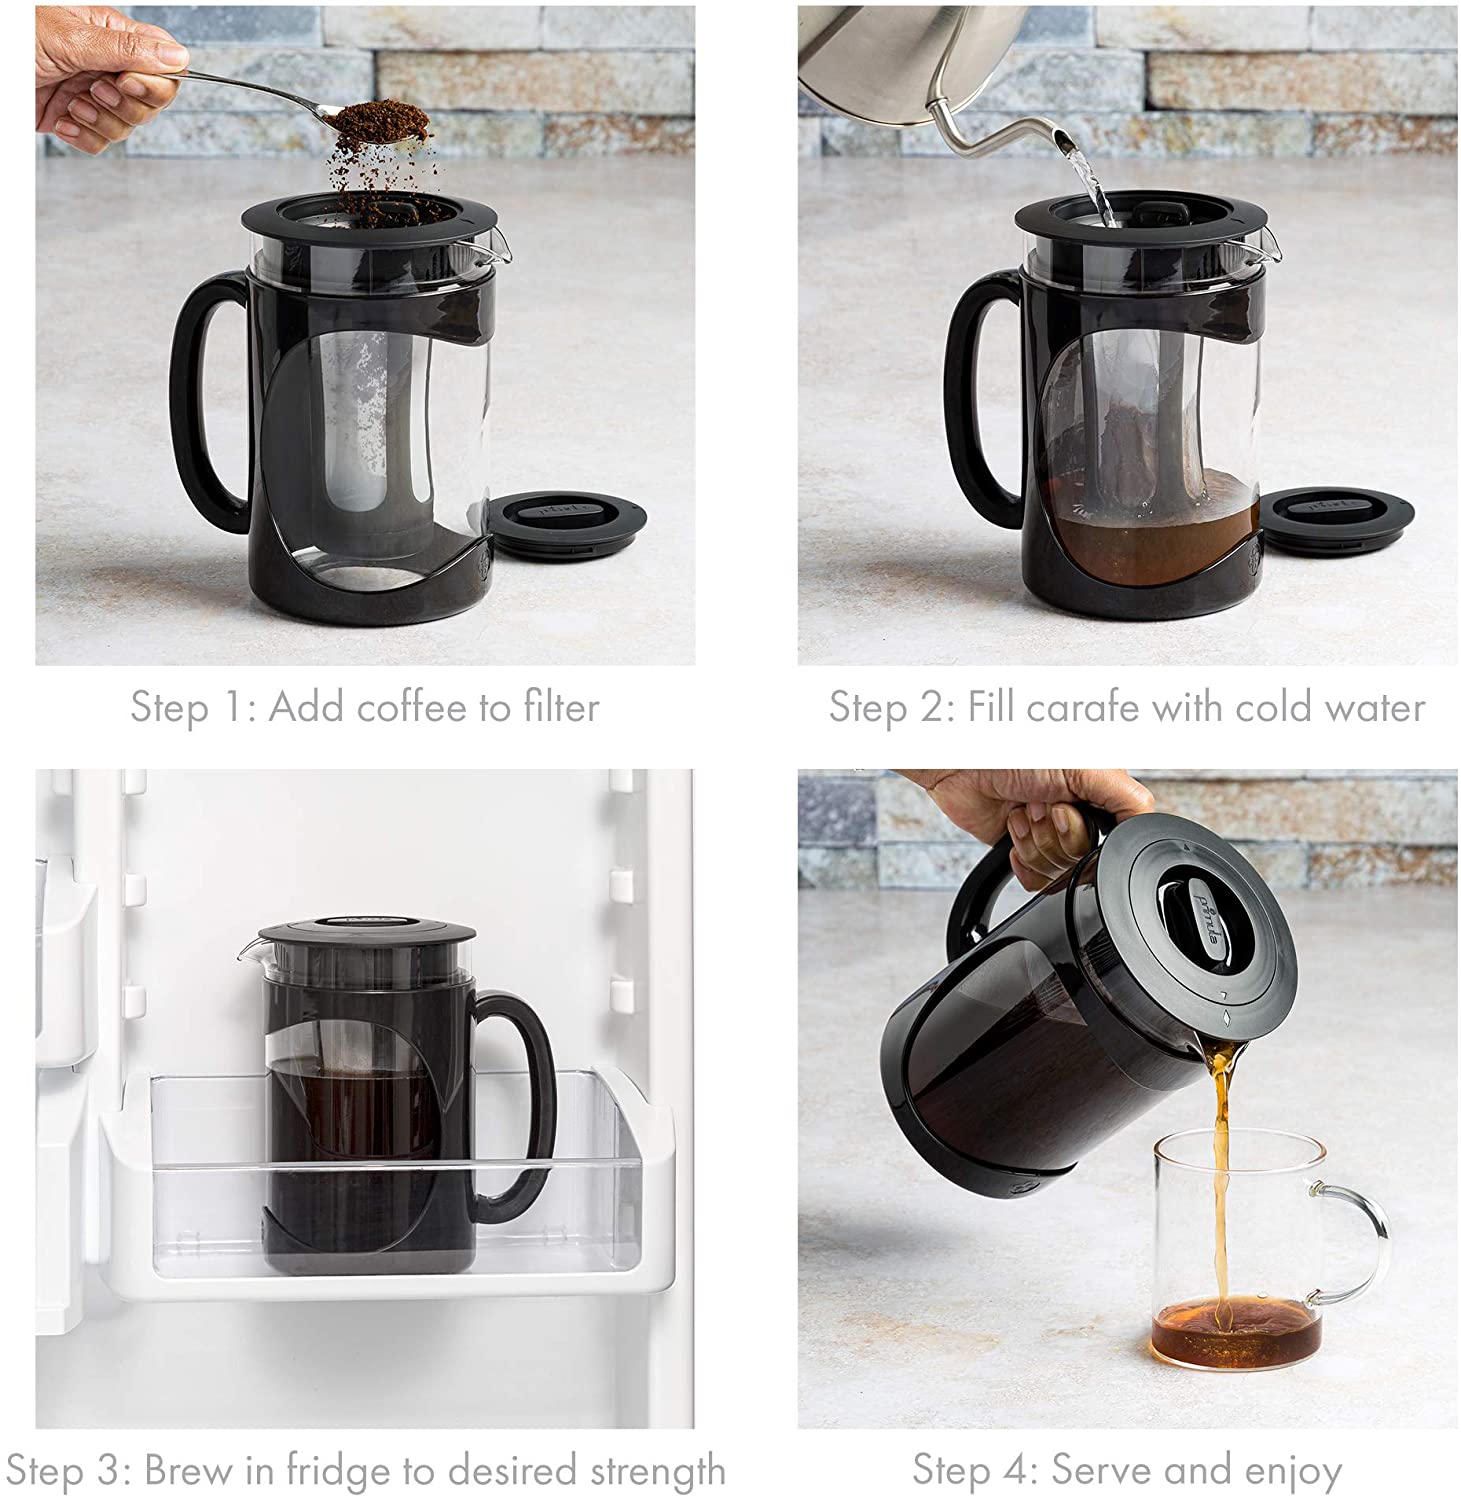 Step 1: Add coffee to filter
Step 2: Fill carafe with cold water
primula
Step 3: Brew in fridge to desired strength
Step 4: Serve and enjoy